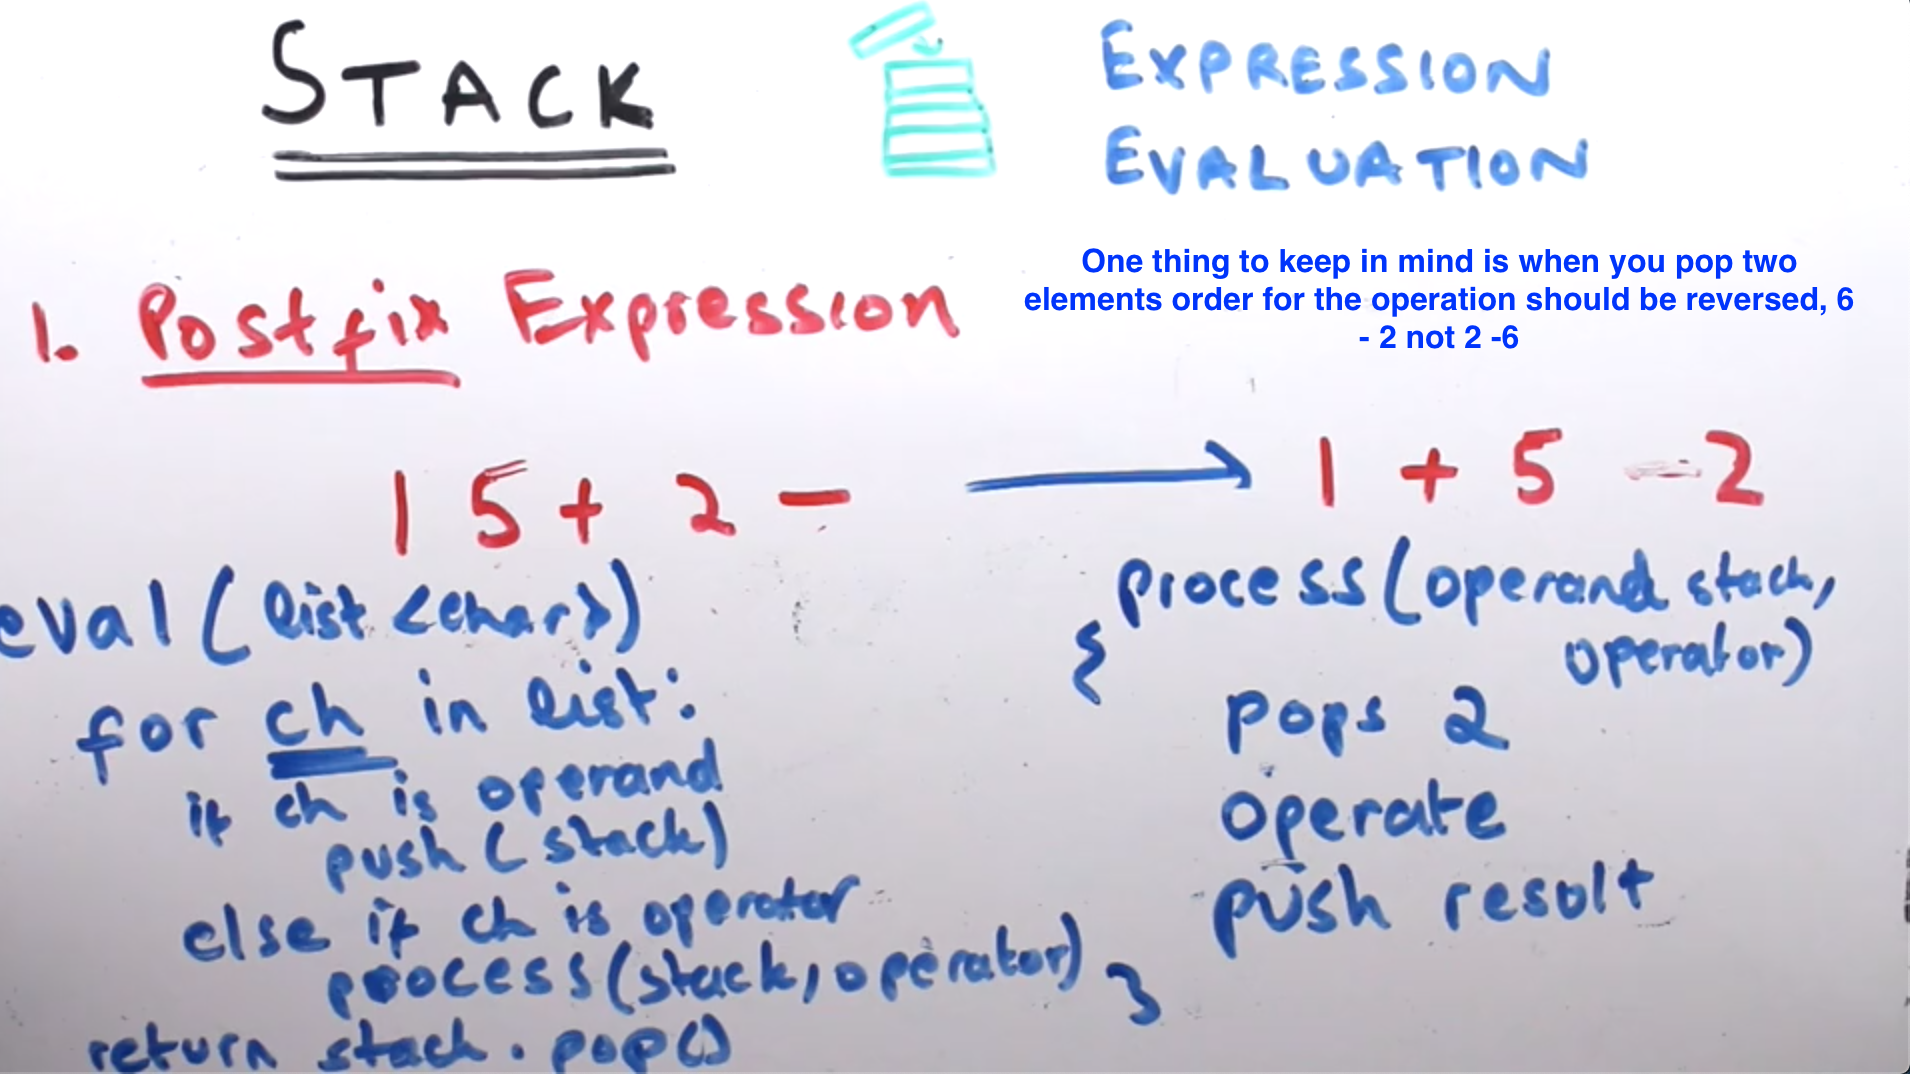 STACK
EXPRESSION
EVALUATION
One thing to keep in mind is when you pop two
elements order for the operation should be reversed, 6
- 2 not 2 -6
1. Postfix Expression
1 5 + 2 - → 1 + 5 - 2
eval ( list <char>)
for ch in list:
if ch is operand
push ( stack)
else if ch is operator
process(stack, operator)
return stack . pop()
process(operand stack,
operator)
{
pops 2
operate
push result
}